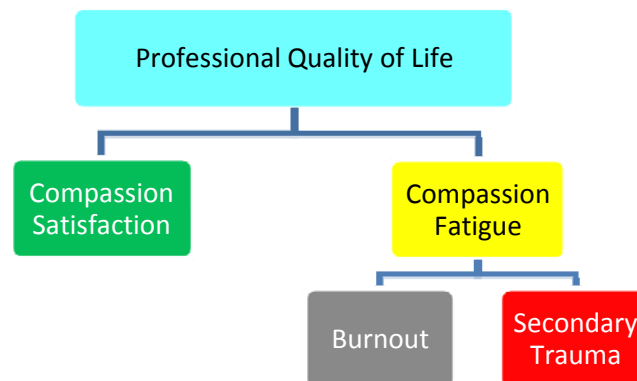 Professional Quality of Life
Compassion
Satisfaction
Compassion
Fatigue
Burnout
Secondary
Trauma